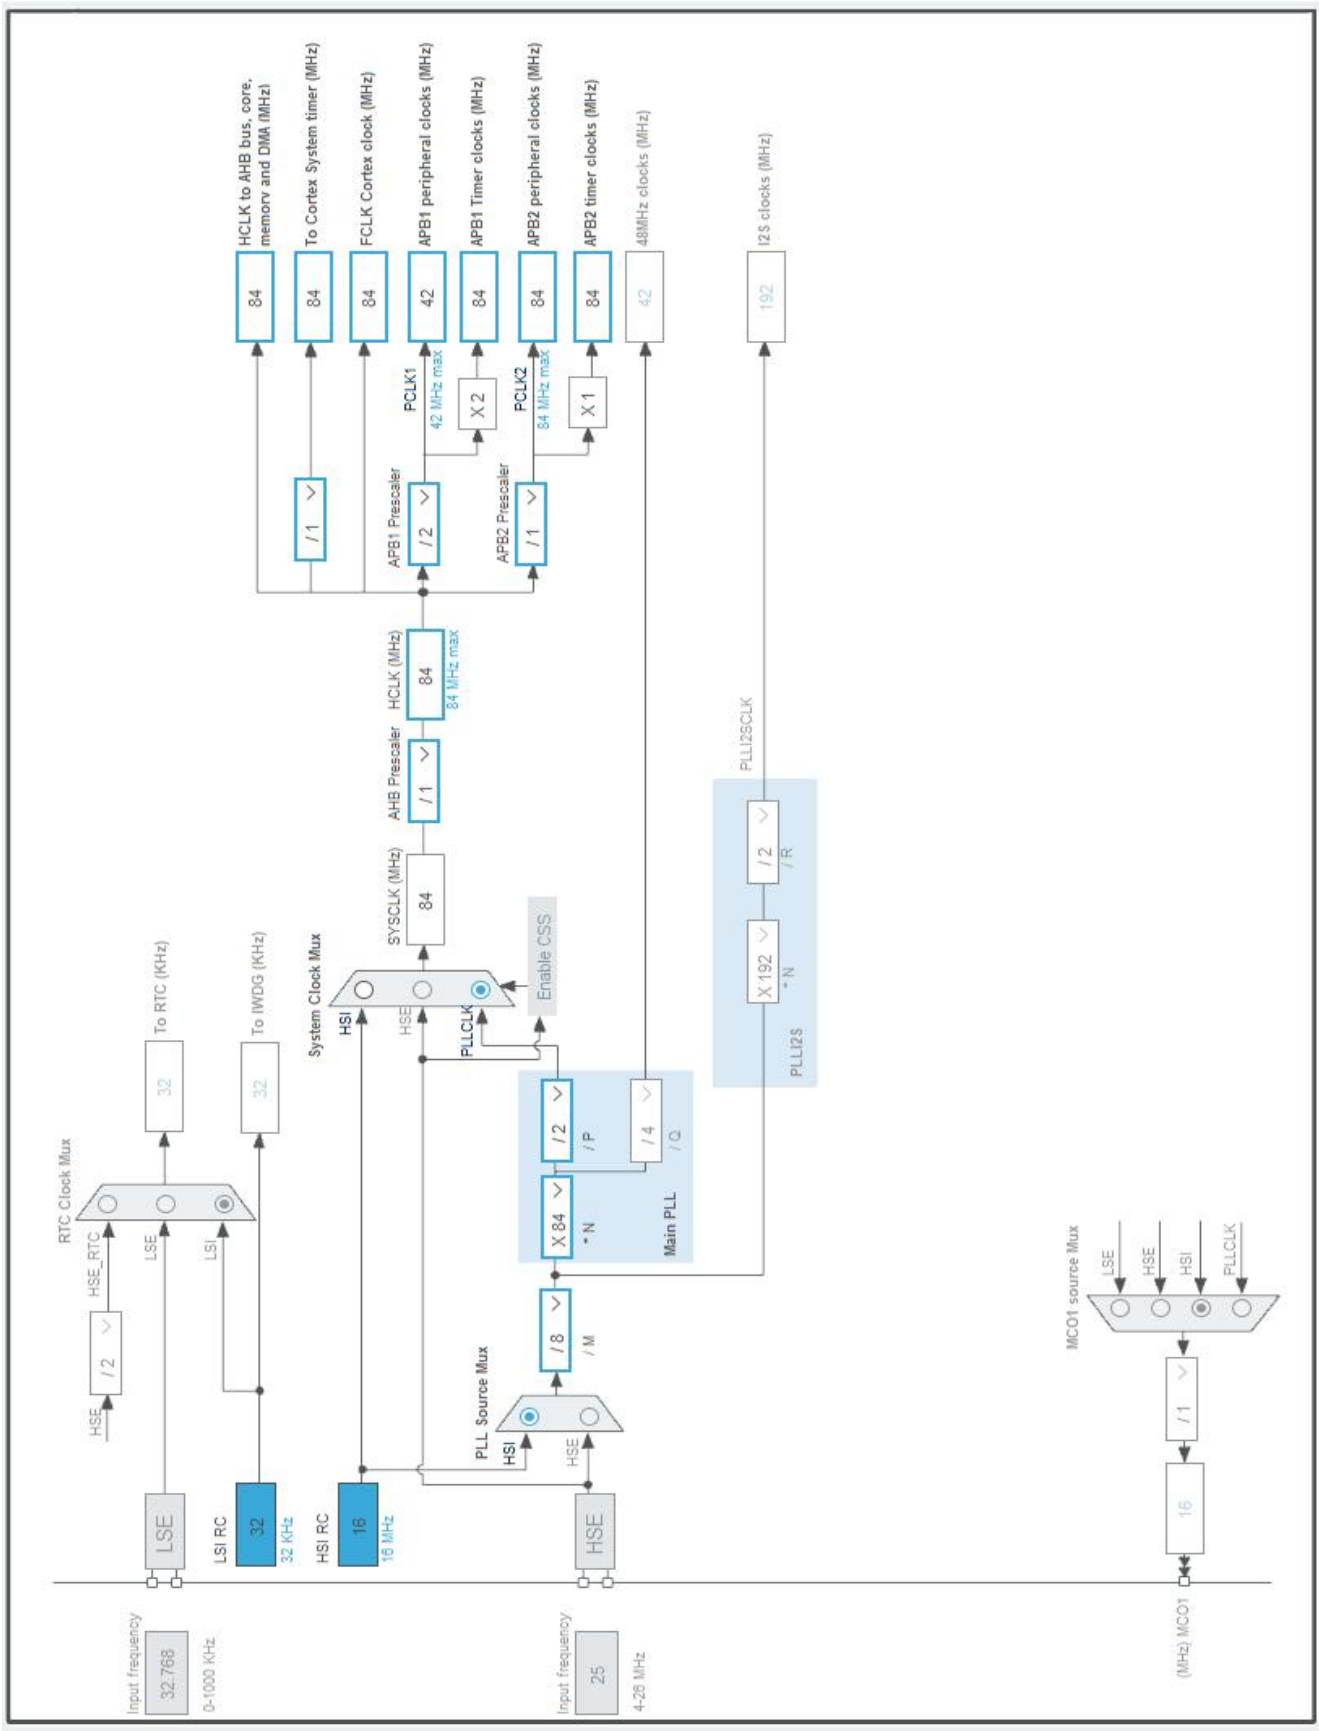 RTC Clock Mux
HSE
/ 2
HSE_RTC
Input frequency
32.768
0-1000 KHz
LSE
LSE
32
To RTC (KHz)
LSI RC
32
32 KHz
LSI
32
To IWDG (KHz)
HSI RC
16
16 MHz
System Clock Mux
HSI
HSE
PLLCLK
Enable CSS
SYSCLK (MHz)
84
AHB Prescaler
/ 1
HCLK (MHz)
84
84 MHz max
/ 1
APB1 Prescaler
/ 2
PCLK1
42 MHz max
X 2
APB2 Prescaler
/ 1
PCLK2
84 MHz max
X 1
84
HCLK to AHB bus, core,
memory and DMA (MHz)
84
To Cortex System timer (MHz)
84
FCLK Cortex clock (MHz)
42
APB1 peripheral clocks (MHz)
84
APB1 Timer clocks (MHz)
84
APB2 peripheral clocks (MHz)
84
APB2 timer clocks (MHz)
42
48MHz clocks (MHz)
192
I2S clocks (MHz)
PLL Source Mux
HSI
HSE
Input frequency
25
4-26 MHz
HSE
/ 8
/ M
X 84
* N
/ 2
/ P
/ 4
/ Q
Main PLL
X 192
* N
/ 2
/ R
PLLI2S
PLLI2SCLK
MCO1 source Mux
LSE
HSE
HSI
PLLCLK
/ 1
16
(MHz) MCO1